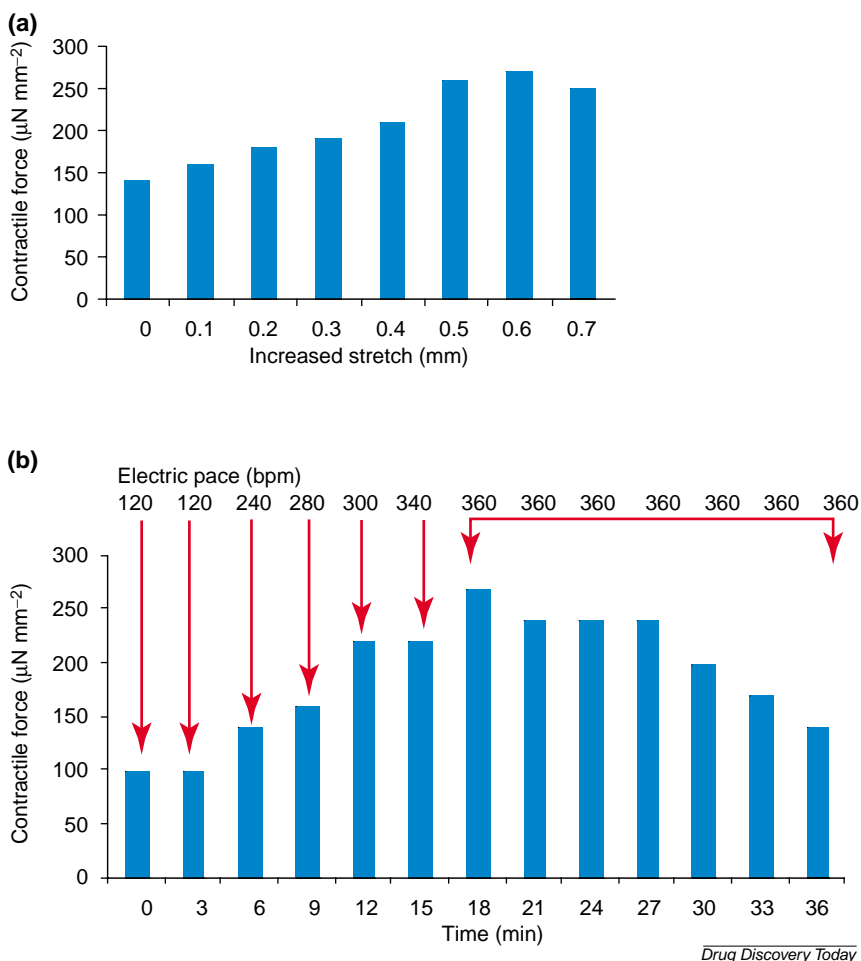 (a)
Contractile force (µN mm⁻²)
300
250
200
150
100
50
0
0 0.1 0.2 0.3 0.4 0.5 0.6 0.7
Increased stretch (mm)
(b)
Electric pace (bpm)
120 120 240 280 300 340 360 360 360 360 360 360 360
Contractile force (µN mm⁻²)
300
250
200
150
100
50
0
0 3 6 9 12 15 18 21 24 27 30 33 36
Time (min)
Drug Discovery Today